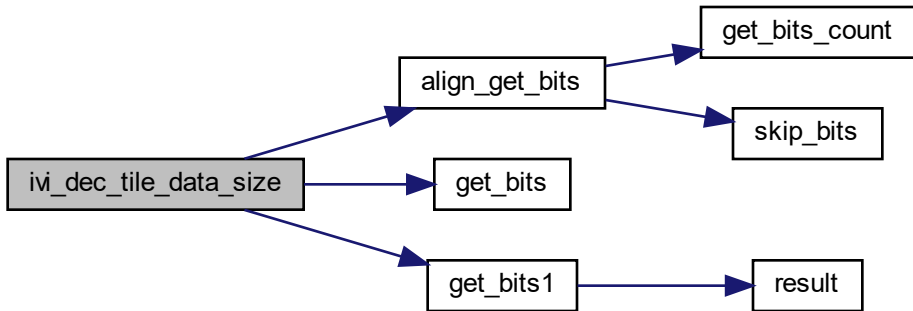 get_bits_count
align_get_bits
skip_bits
ivi_dec_tile_data_size
get_bits
get_bits1
result